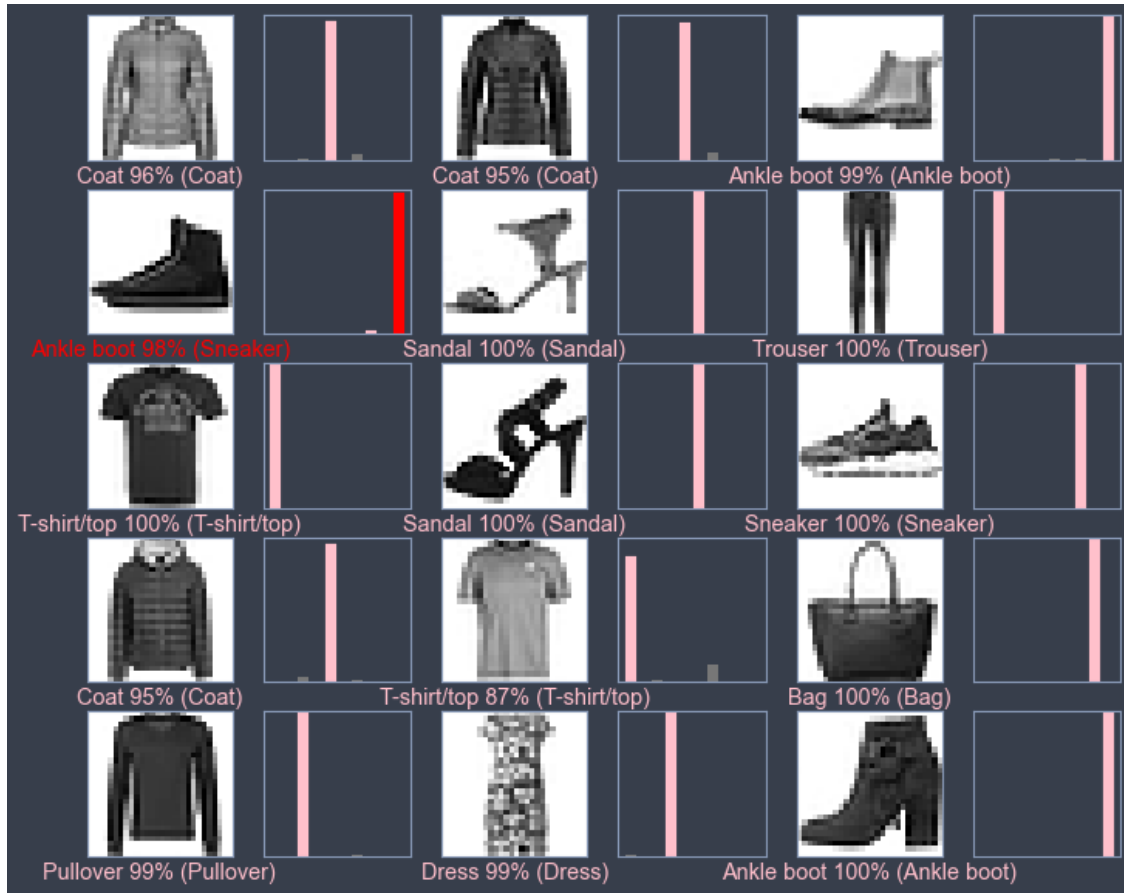 Coat 96% (Coat)
Coat 95% (Coat)
Ankle boot 99% (Ankle boot)
Ankle boot 98% (Sneaker)
Sandal 100% (Sandal)
Trouser 100% (Trouser)
T-shirt/top 100% (T-shirt/top)
Sandal 100% (Sandal)
Sneaker 100% (Sneaker)
Coat 95% (Coat)
T-shirt/top 87% (T-shirt/top)
Bag 100% (Bag)
Pullover 99% (Pullover)
Dress 99% (Dress)
Ankle boot 100% (Ankle boot)